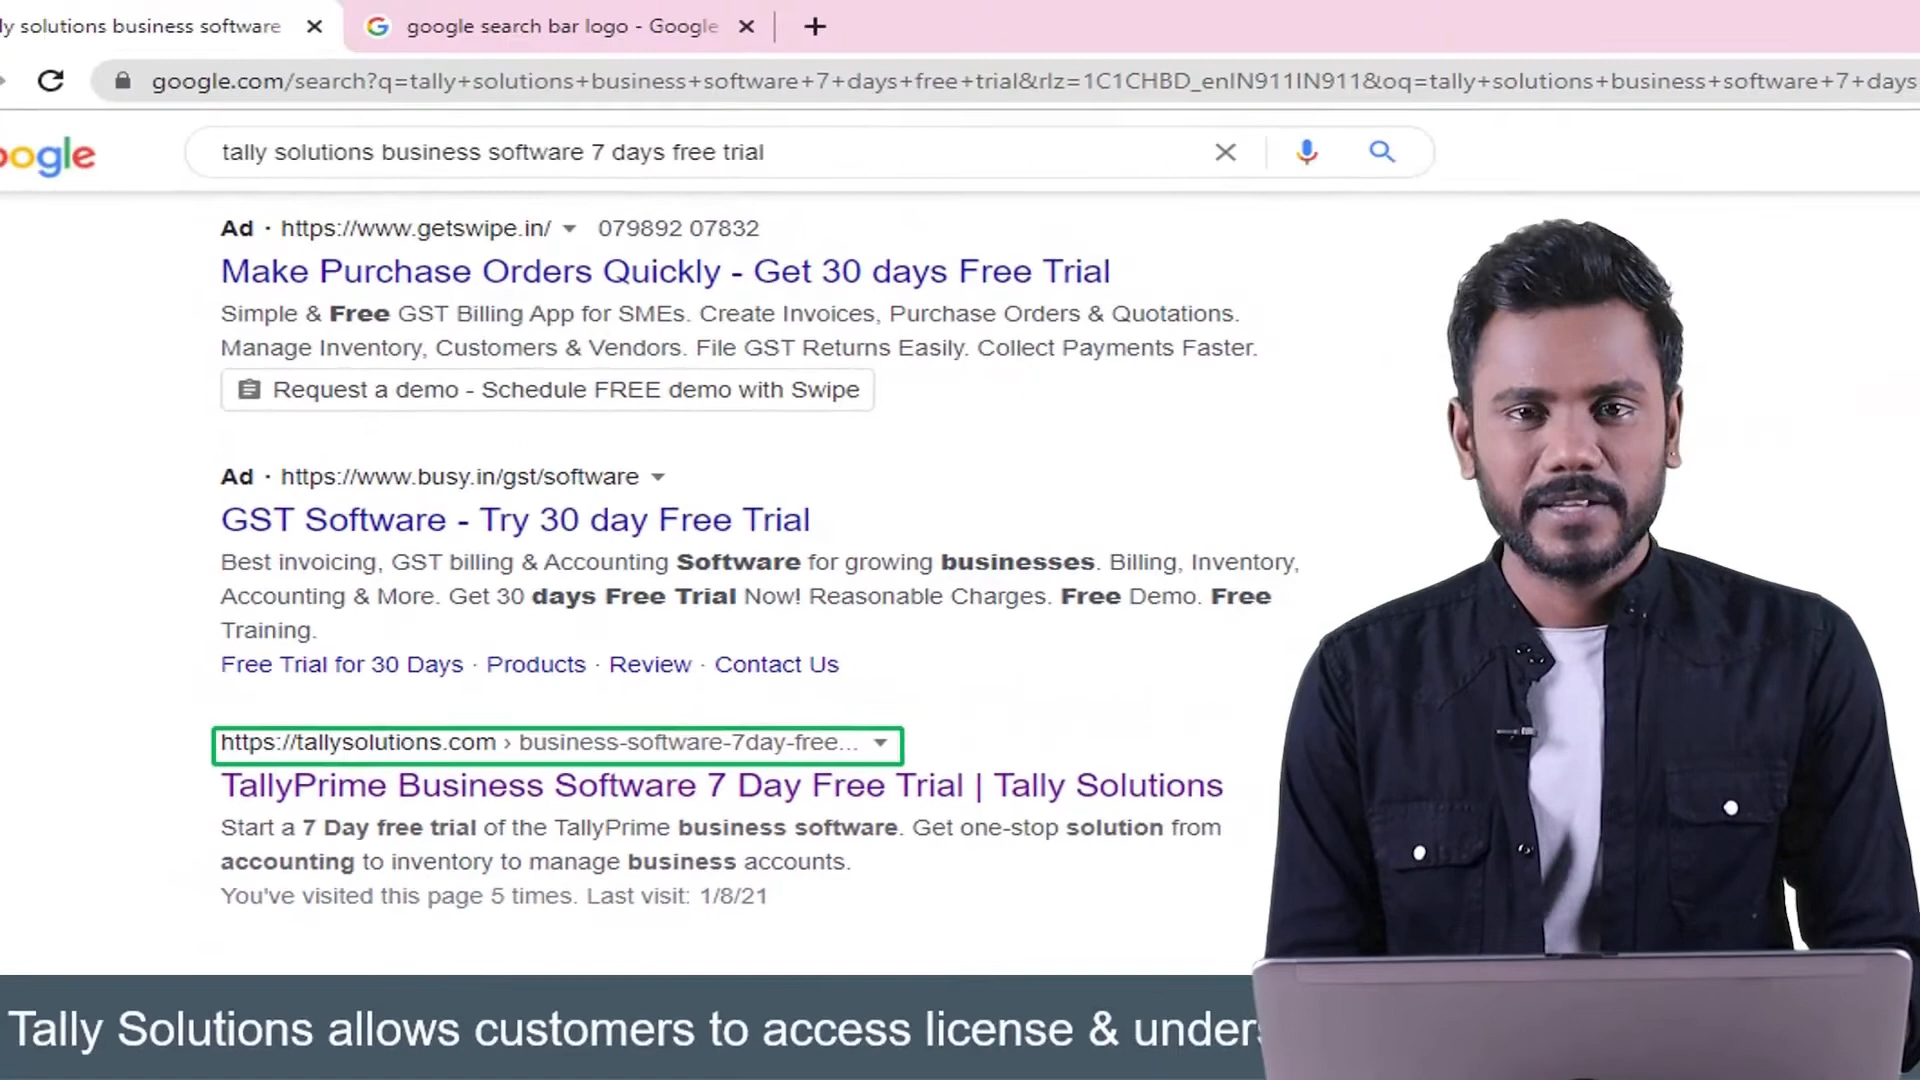 ly solutions business software
google search bar logo - Google
google.com/search?q=tally+solutions+business+software+7+days+free+trial&rlz=1C1CHBD_enIN911IN911&oq=tally+solutions+business+software+7+days
oogle
tally solutions business software 7 days free trial
Ad · https://www.getswipe.in/ 079892 07832
Make Purchase Orders Quickly - Get 30 days Free Trial
Simple & Free GST Billing App for SMEs. Create Invoices, Purchase Orders & Quotations.
Manage Inventory, Customers & Vendors. File GST Returns Easily. Collect Payments Faster.
Request a demo - Schedule FREE demo with Swipe
Ad · https://www.busy.in/gst/software
GST Software - Try 30 day Free Trial
Best invoicing, GST billing & Accounting Software for growing businesses. Billing, Inventory,
Accounting & More. Get 30 days Free Trial Now! Reasonable Charges. Free Demo. Free
Training.
Free Trial for 30 Days · Products · Review · Contact Us
https://tallysolutions.com › business-software-7day-free...
TallyPrime Business Software 7 Day Free Trial | Tally Solutions
Start a 7 Day free trial of the TallyPrime business software. Get one-stop solution from
accounting to inventory to manage business accounts.
You've visited this page 5 times. Last visit: 1/8/21
Tally Solutions allows customers to access license & unders